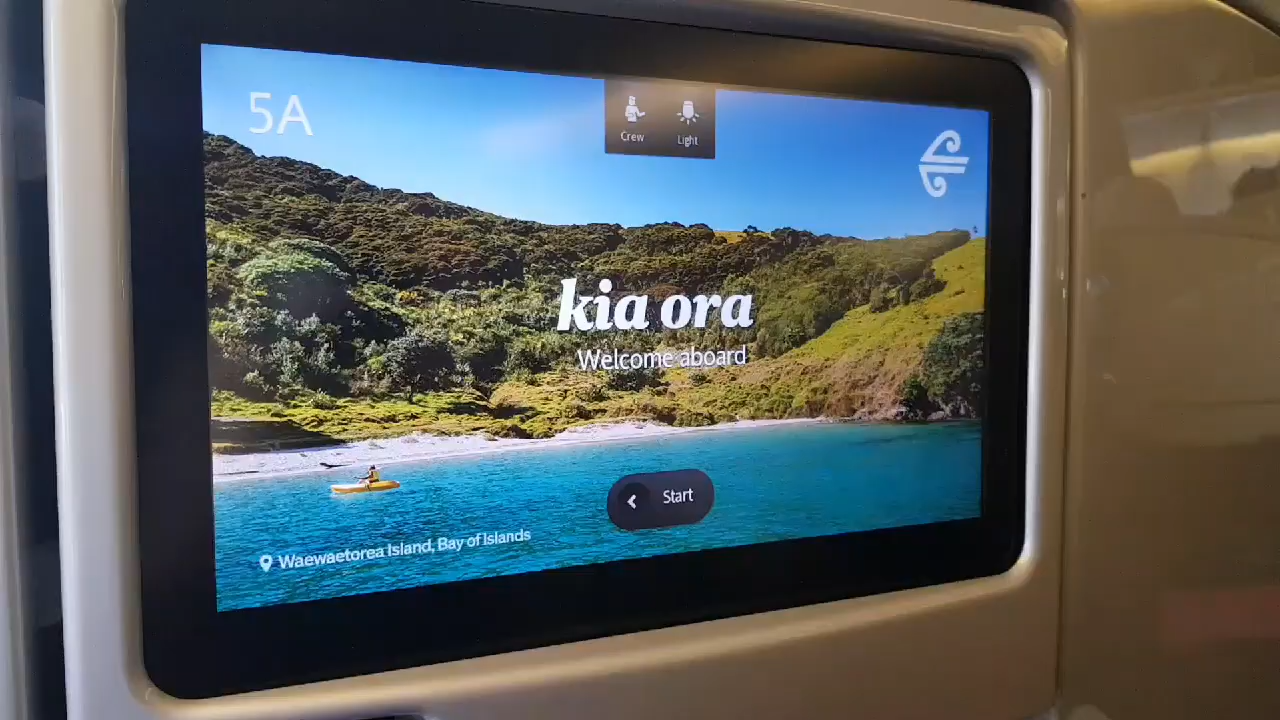 5A
Crew
Light
kia ora
Welcome aboard
Start
Waewaetorea Island, Bay of Islands